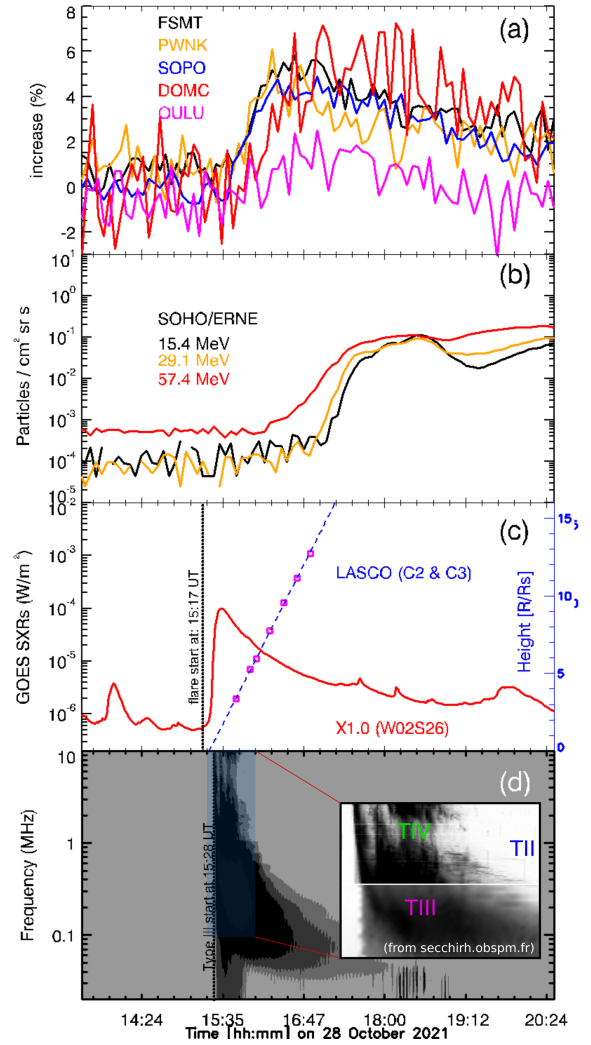 (a)
FSMT
PWNK
SOPO
DOMC
OULU
increase (%)
8
6
4
2
0
-2
(b)
SOHO/ERNE
15.4 MeV
29.1 MeV
57.4 MeV
Particles / cm² sr s
10¹
10⁰
10⁻¹
10⁻²
10⁻³
10⁻⁴
10⁻⁵
(c)
LASCO (C2 & C3)
X1.0 (W02S26)
flare start at: 15:17 UT
GOES SXRs (W/m²)
10⁻²
10⁻³
10⁻⁴
10⁻⁵
10⁻⁶
Height [R/Rs]
15
10
5
0
(d)
TIV
TII
TIII
(from secchirh.obspm.fr)
Type III start at 15:28 UT
Frequency (MHz)
10
1
0.1
14:24 15:35 16:47 18:00 19:12 20:24
Time [hh:mm] on 28 October 2021